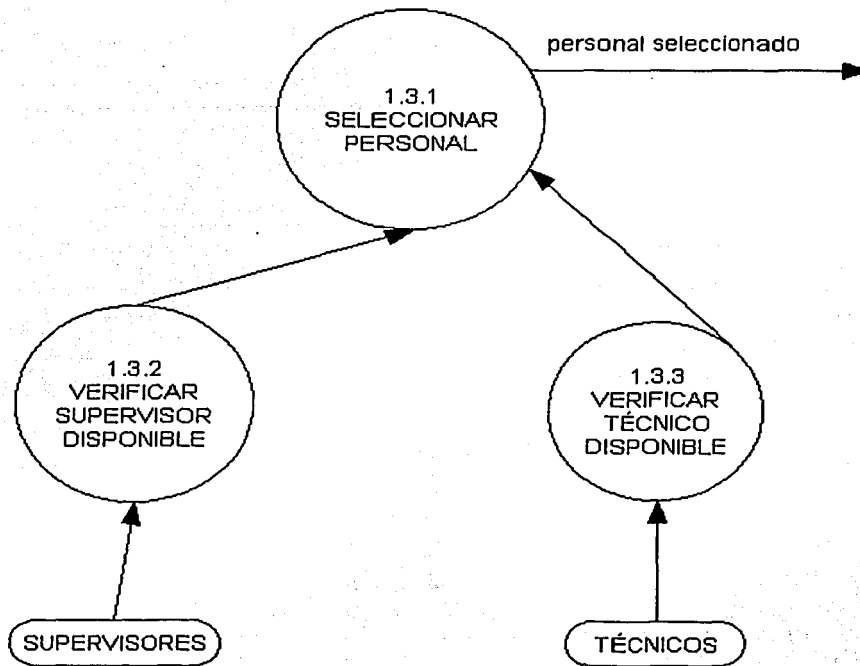 personal seleccionado
1.3.1
SELECCIONAR
PERSONAL
1.3.2
VERIFICAR
SUPERVISOR
DISPONIBLE
1.3.3
VERIFICAR
TÉCNICO
DISPONIBLE
SUPERVISORES
TÉCNICOS